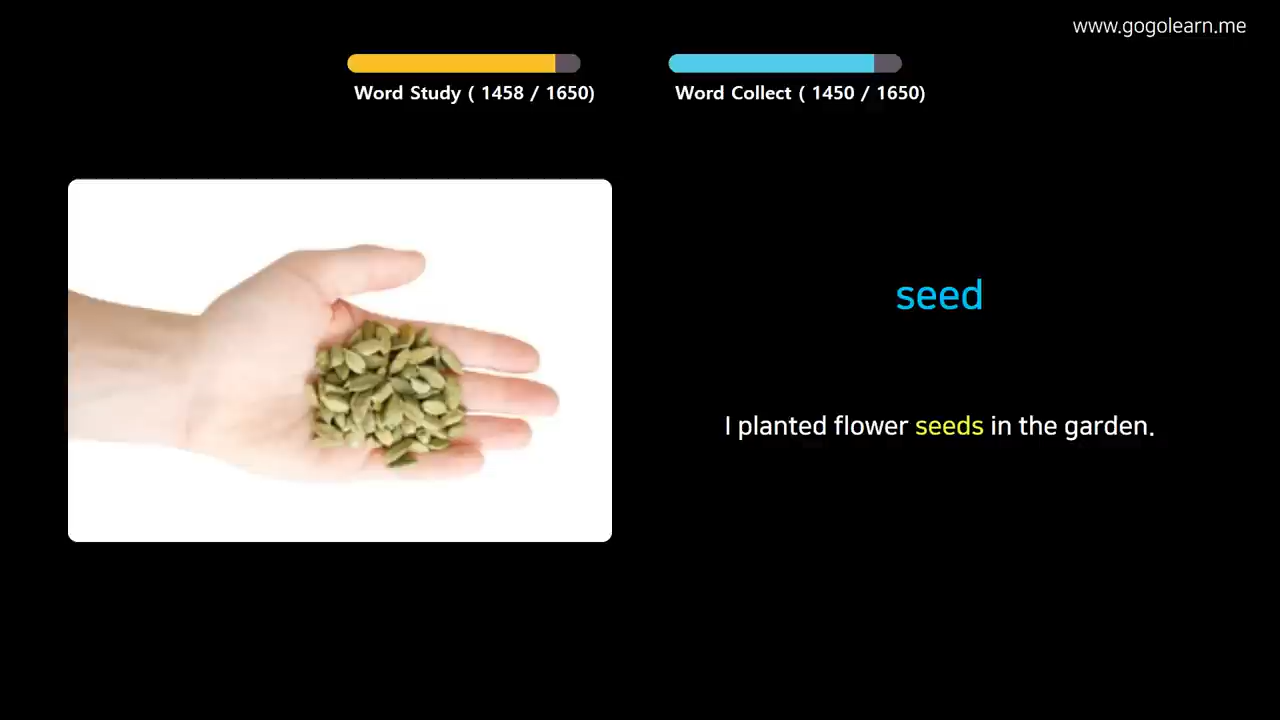 www.gogolearn.me
Word Study ( 1458 / 1650)
Word Collect ( 1450 / 1650)
seed
I planted flower seeds in the garden.